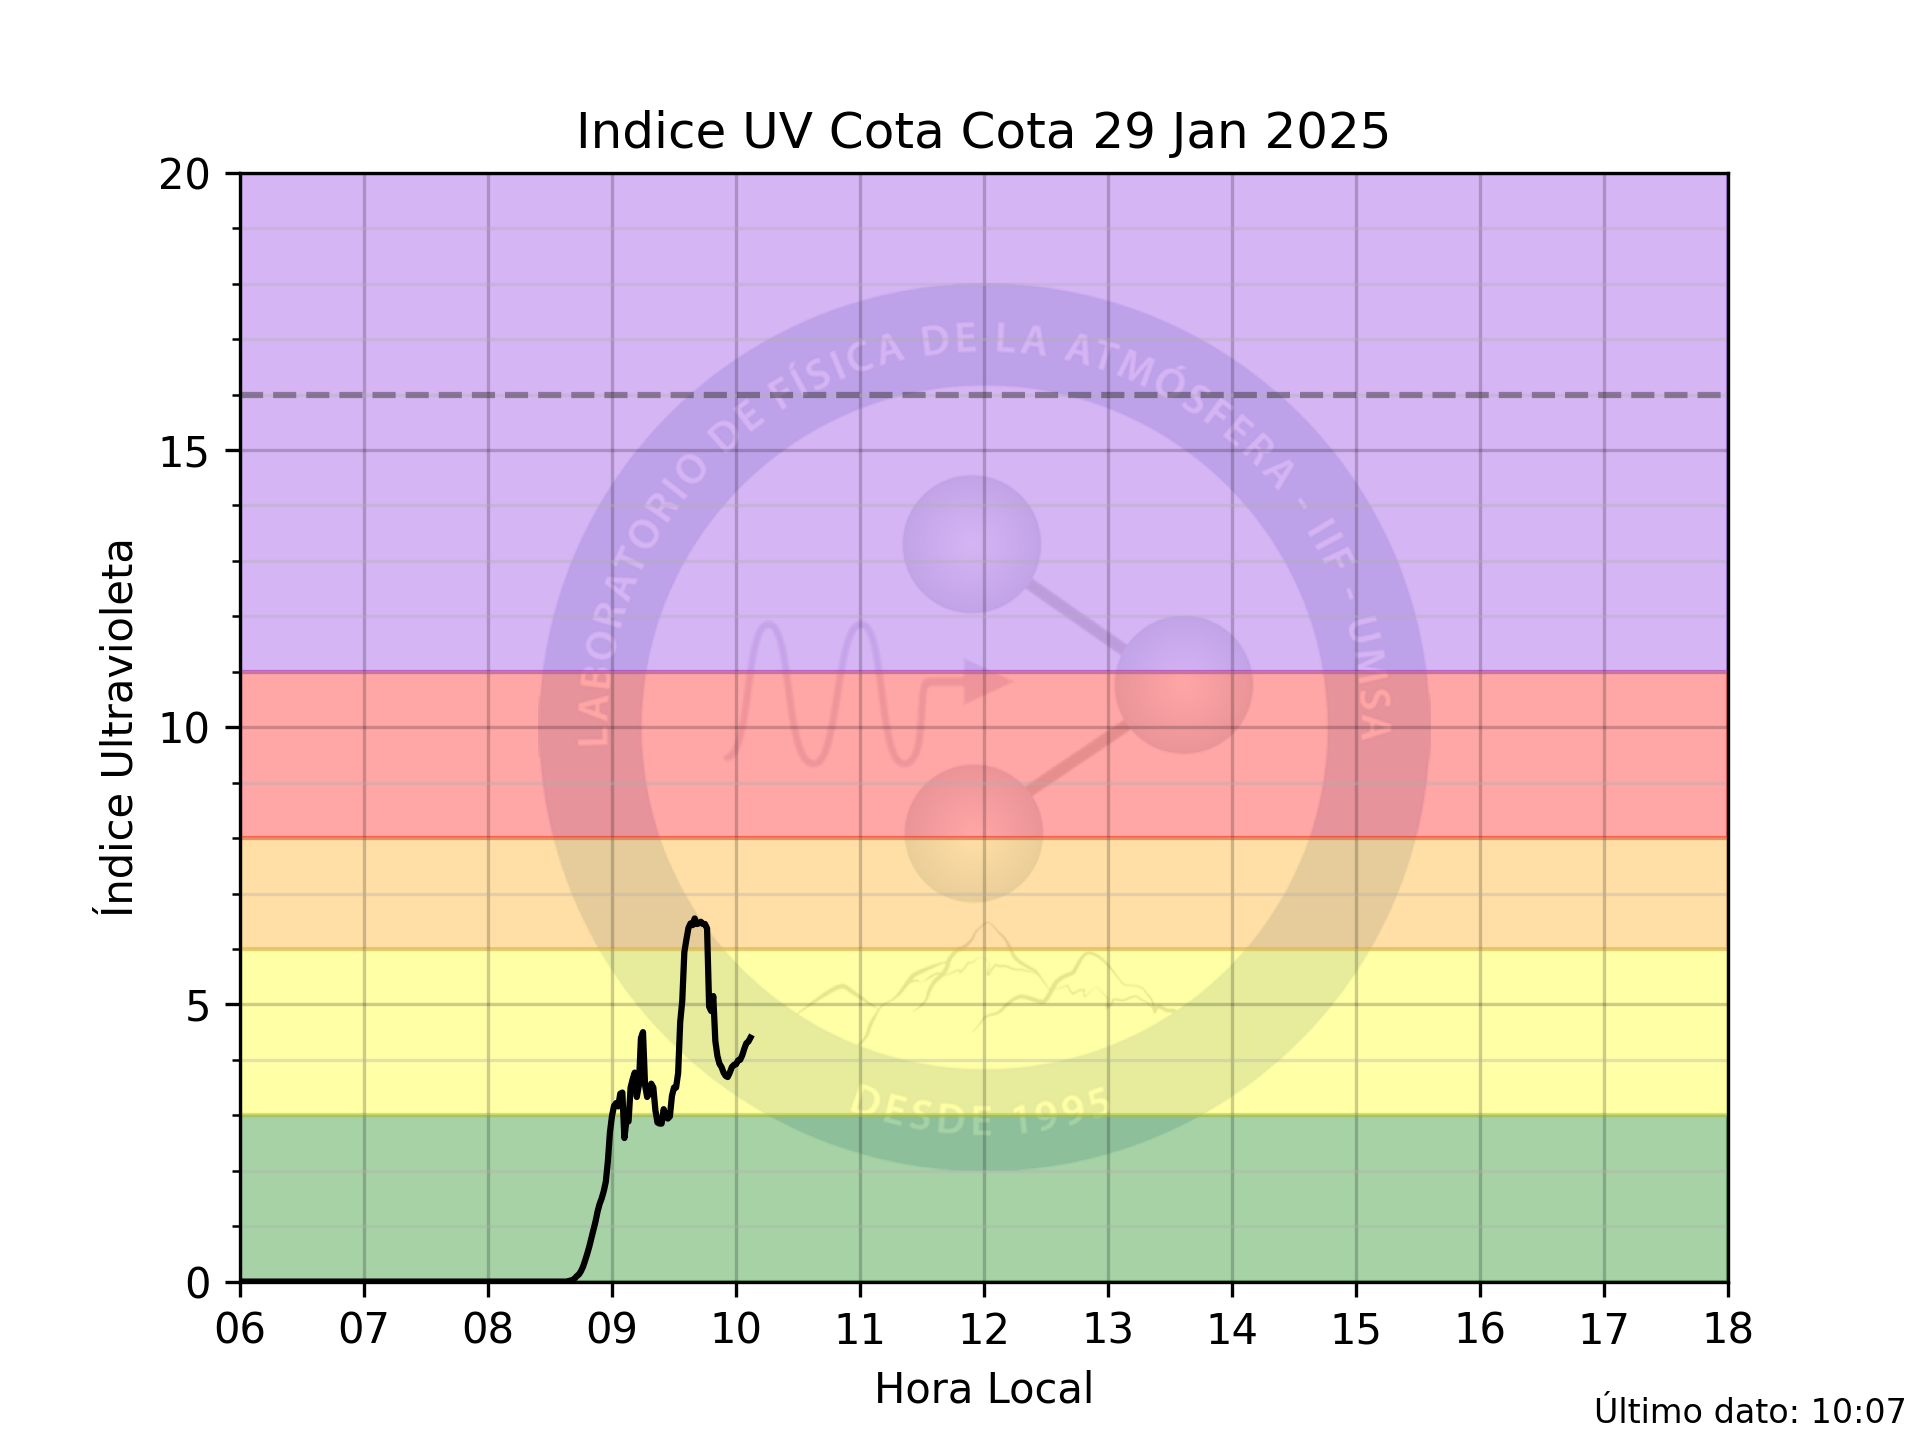 Indice UV Cota Cota 29 Jan 2025
20
15
10
5
0
Índice Ultravioleta
LABORATORIO DE FÍSICA DE LA ATMÓSFERA - IIF - UMSA
DESDE 1995
06 07 08 09 10 11 12 13 14 15 16 17 18
Hora Local
Último dato: 10:07